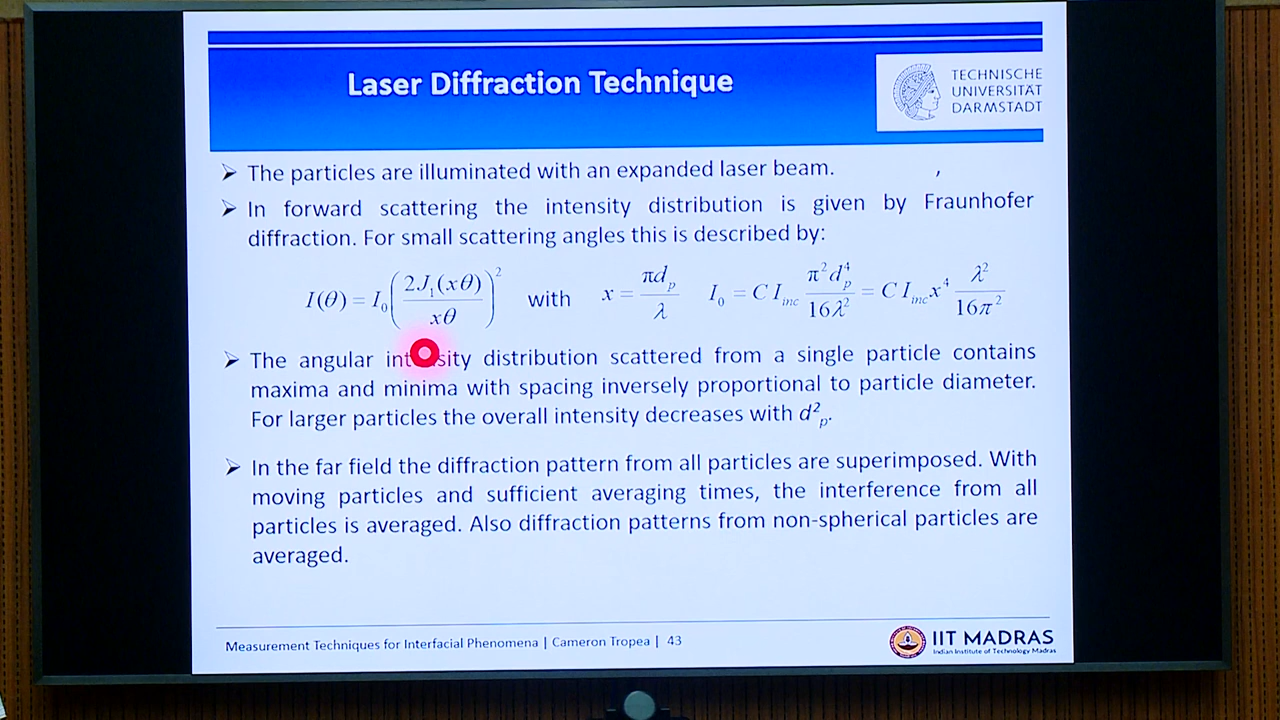 Laser Diffraction Technique
TECHNISCHE
UNIVERSITÄT
DARMSTADT
➢ The particles are illuminated with an expanded laser beam.
➢ In forward scattering the intensity distribution is given by Fraunhofer
diffraction. For small scattering angles this is described by:
I(θ) = I₀(2J₁(xθ)/xθ)² with x = πd_p/λ I₀ = C I_inc π²d_p⁴/16λ² = C I_inc x⁴ λ²/16π²
➢ The angular intensity distribution scattered from a single particle contains
maxima and minima with spacing inversely proportional to particle diameter.
For larger particles the overall intensity decreases with d²_p.
➢ In the far field the diffraction pattern from all particles are superimposed. With
moving particles and sufficient averaging times, the interference from all
particles is averaged. Also diffraction patterns from non-spherical particles are
averaged.
Measurement Techniques for Interfacial Phenomena | Cameron Tropea | 43
IIT MADRAS
Indian Institute of Technology Madras